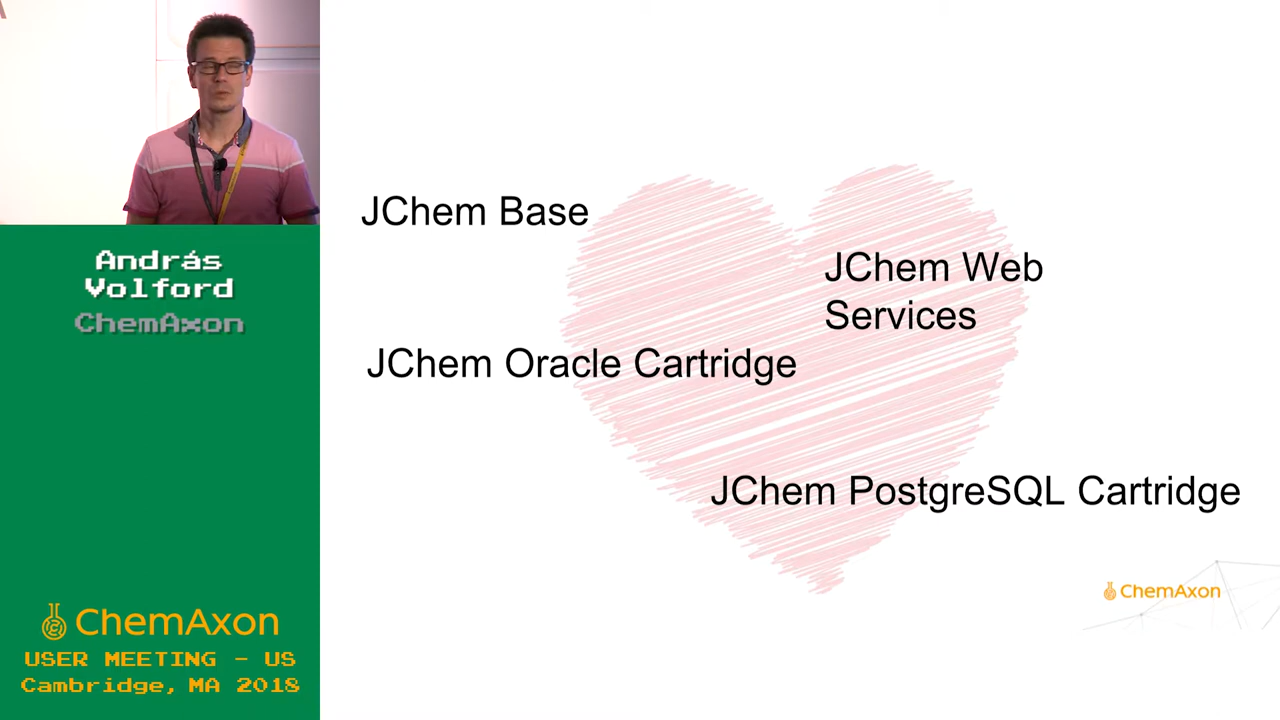 András
Volford
ChemAxon
JChem Base
JChem Web
Services
JChem Oracle Cartridge
JChem PostgreSQL Cartridge
ChemAxon
ChemAxon
USER MEETING - US
Cambridge, MA 2018